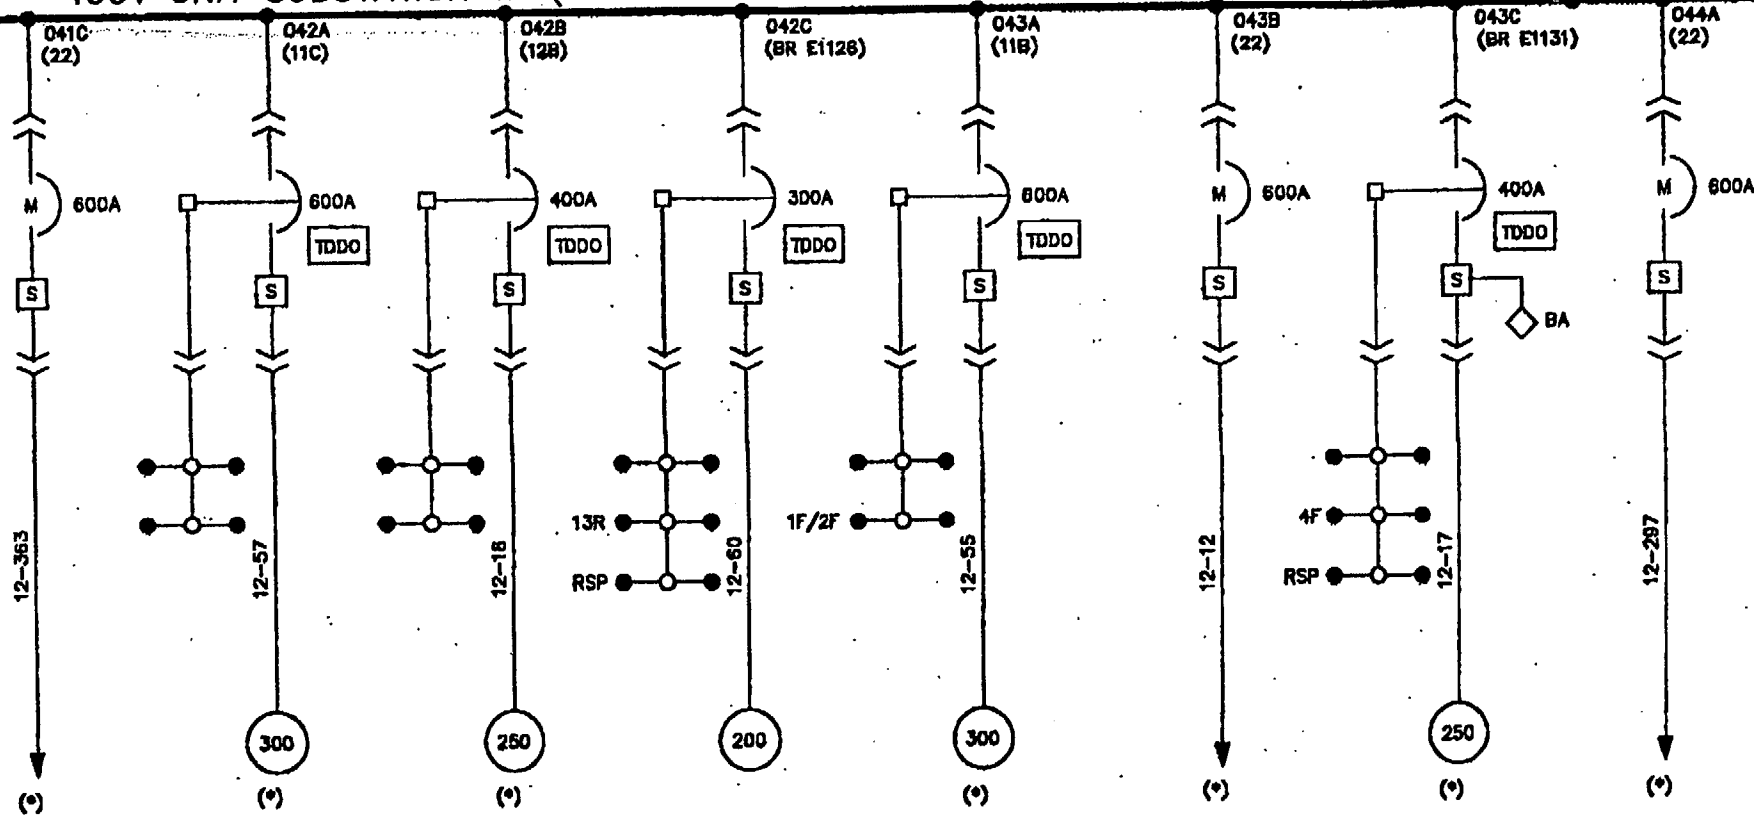 041C
(22)
042A
(11C)
042B
(12B)
042C
(BR E1126)
043A
(11B)
043B
(22)
043C
(BR E1131)
044A
(22)
M
600A
600A
400A
300A
600A
M
600A
400A
M
600A
TDDO
TDDO
TDDO
TDDO
TDDO
S
S
S
S
S
S
S
S
BA
13R
1F/2F
4F
RSP
RSP
12-363
12-57
12-18
12-60
12-55
12-12
12-17
12-297
300
250
200
300
250
(*)
(*)
(*)
(*)
(*)
(*)
(*)